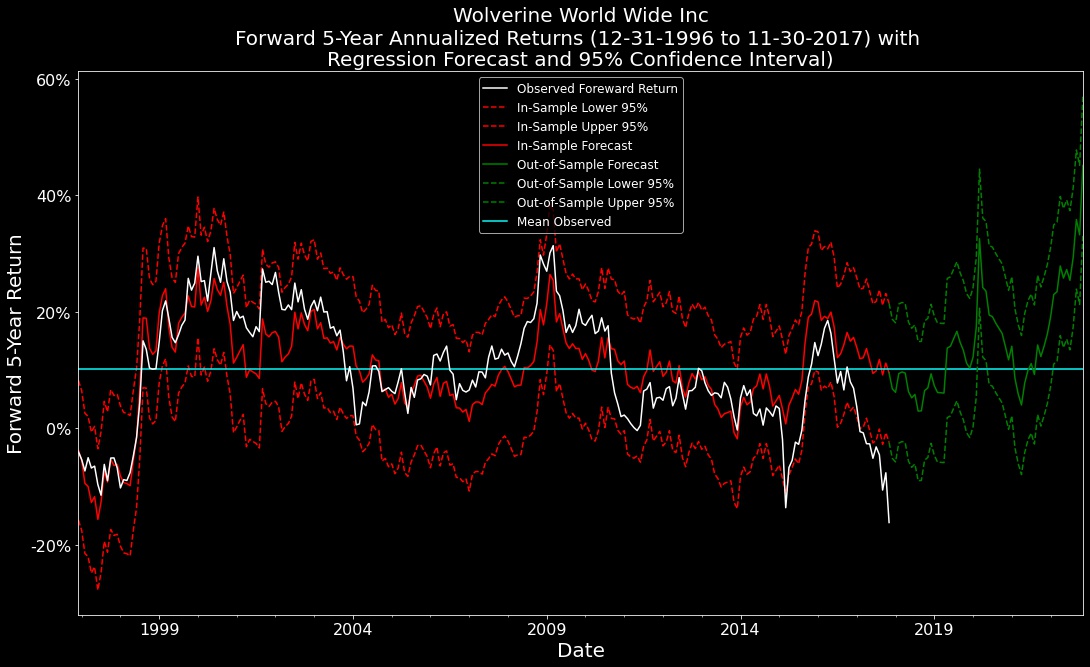 Wolverine World Wide Inc
Forward 5-Year Annualized Returns (12-31-1996 to 11-30-2017) with
Regression Forecast and 95% Confidence Interval)
60%
40%
20%
0%
-20%
Forward 5-Year Return
Observed Foreward Return
In-Sample Lower 95%
In-Sample Upper 95%
In-Sample Forecast
Out-of-Sample Forecast
Out-of-Sample Lower 95%
Out-of-Sample Upper 95%
Mean Observed
1999
2004
2009
2014
2019
Date